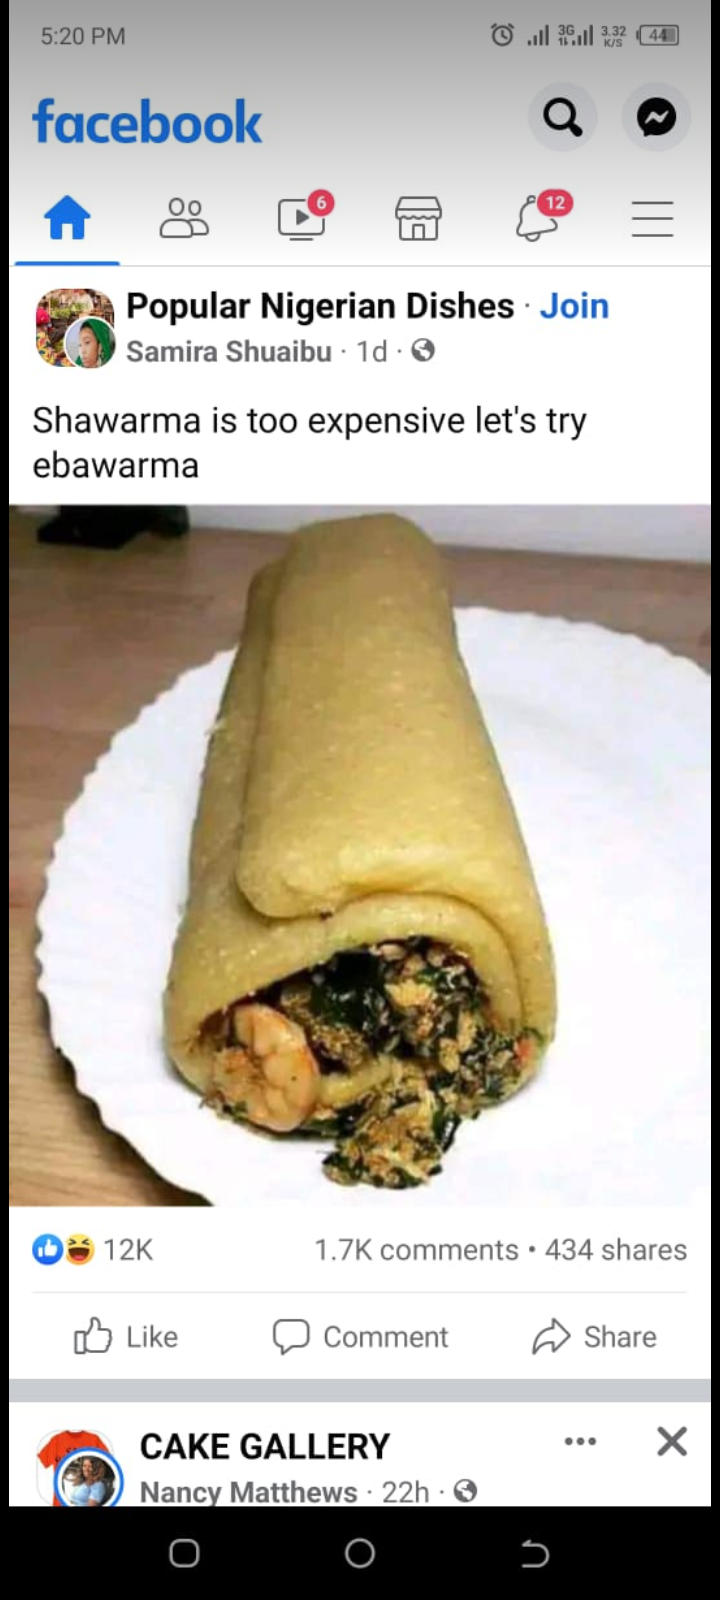 5:20 PM 3G 3.32 K/S 44
facebook
6 12
Popular Nigerian Dishes · Join
Samira Shuaibu · 1d ·
Shawarma is too expensive let's try
ebawarma
12K 1.7K comments • 434 shares
Like Comment Share
CAKE GALLERY
Nancy Matthews · 22h ·